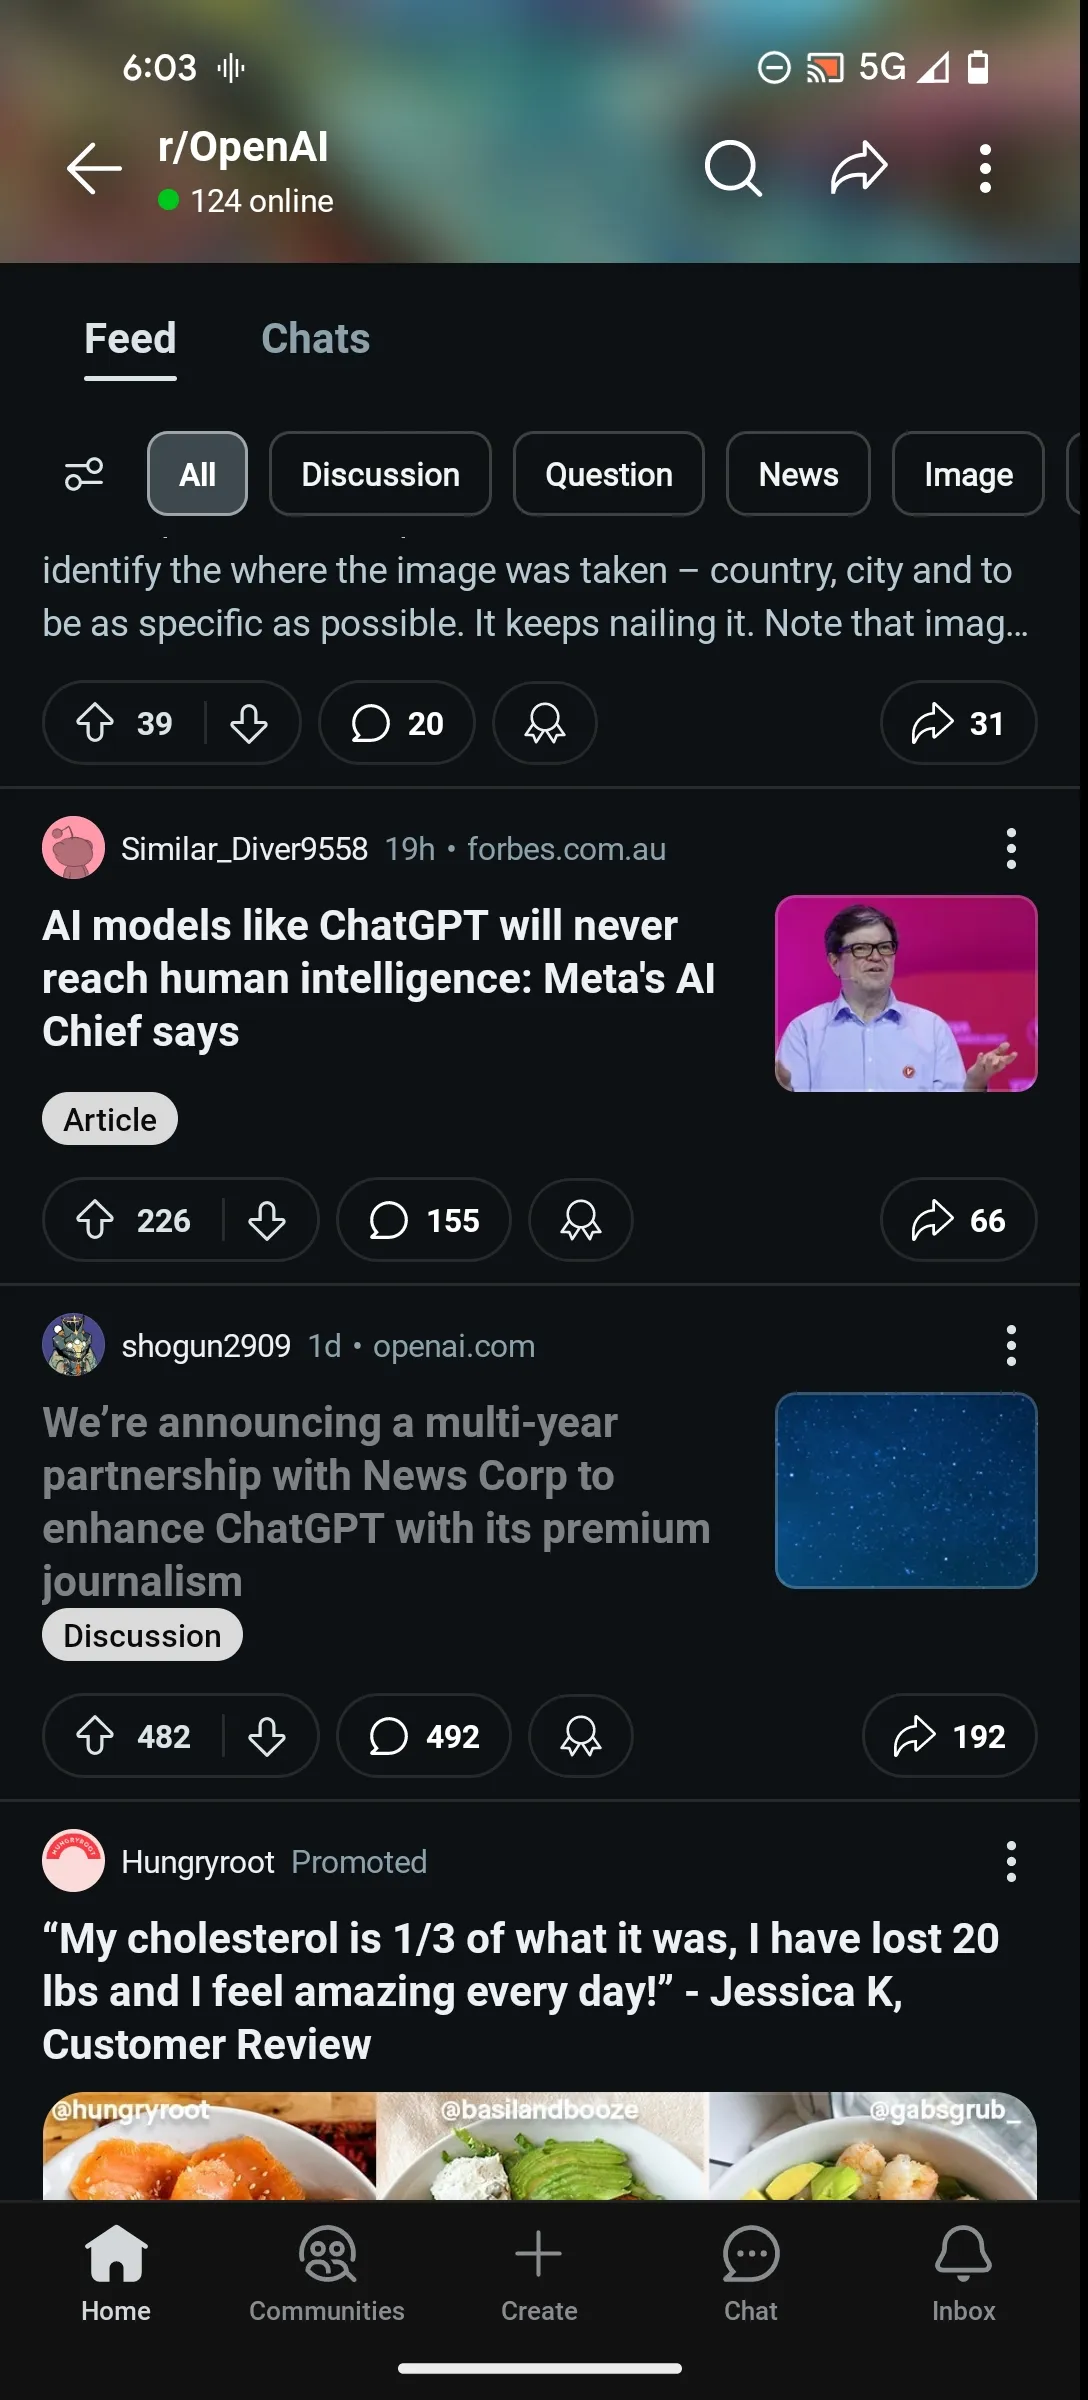 6:03
5G
r/OpenAI
124 online
Feed
Chats
All
Discussion
Question
News
Image
identify the where the image was taken – country, city and to
be as specific as possible. It keeps nailing it. Note that imag...
39
20
31
Similar_Diver9558 19h • forbes.com.au
AI models like ChatGPT will never
reach human intelligence: Meta's AI
Chief says
Article
226
155
66
shogun2909 1d • openai.com
We’re announcing a multi-year
partnership with News Corp to
enhance ChatGPT with its premium
journalism
Discussion
482
492
192
HUNGRYROOT
Hungryroot Promoted
“My cholesterol is 1/3 of what it was, I have lost 20
lbs and I feel amazing every day!” - Jessica K,
Customer Review
@hungryroot
@basilandbooze
@gabsgrub_
Home
Communities
Create
Chat
Inbox